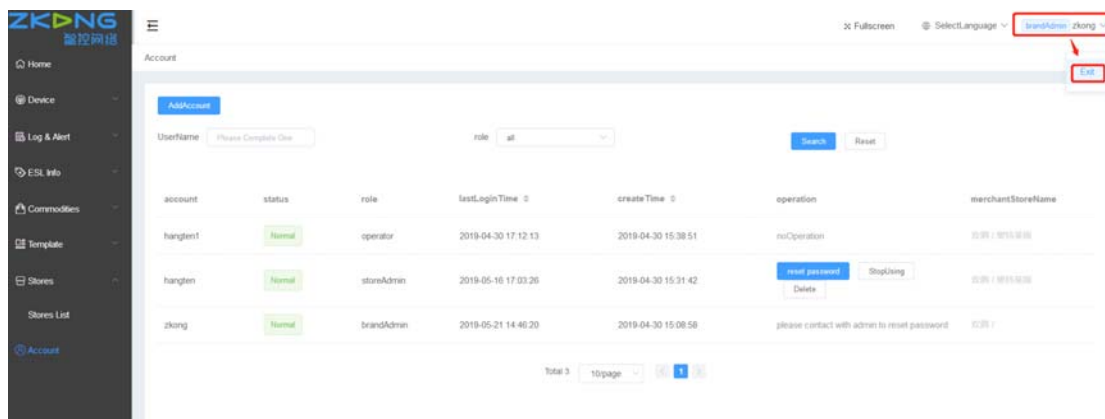 ZKONG
智控网络
Fullscreen
SelectLanguage
brandAdmin zkong
Exit
Home
Device
Log & Alert
ESL Info
Commodities
Template
Stores
Stores List
Account
Account
AddAccount
UserName Please Complete One role all Search Reset
account status role lastLoginTime createTime operation merchantStoreName
hangten1 Normal operator 2019-04-30 17:12:13 2019-04-30 15:38:51 noOperation
hangten Normal storeAdmin 2019-05-16 17:03:26 2019-04-30 15:31:42 reset password StopUsing
Delete
zkong Normal brandAdmin 2019-05-21 14:46:20 2019-04-30 15:08:58 please contact with admin to reset password
Total 3 10/page 1